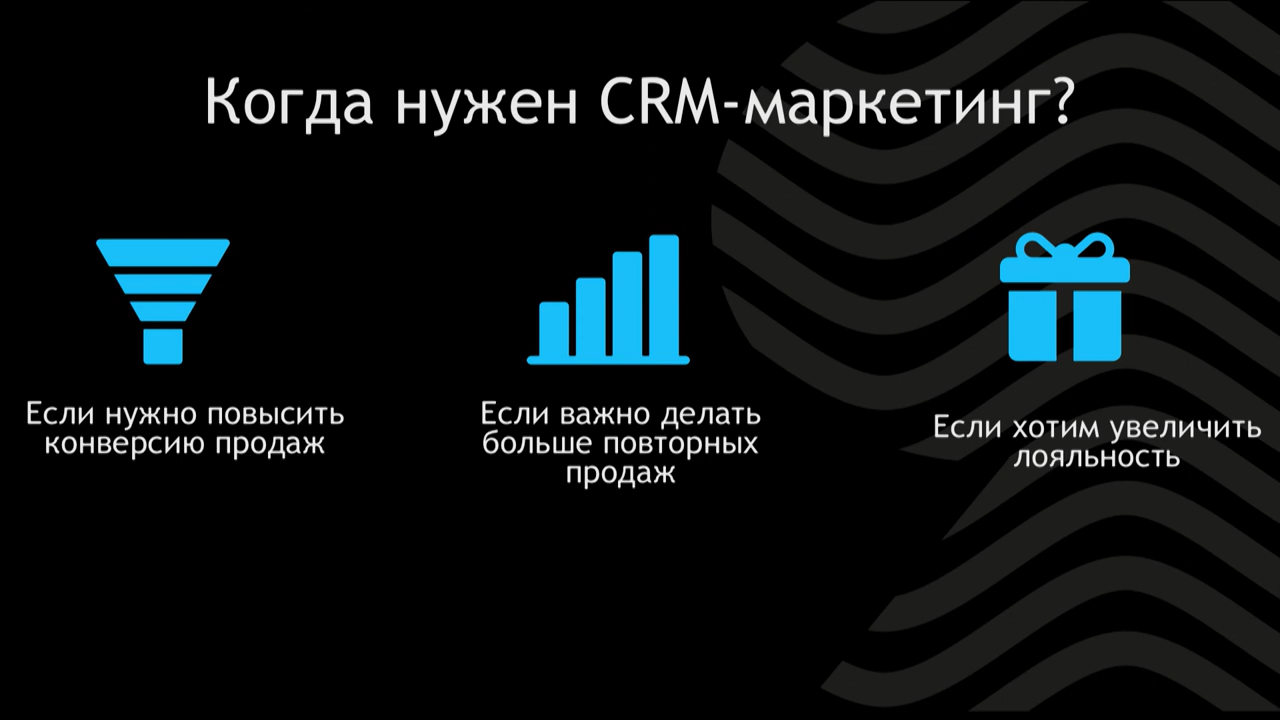 Когда нужен CRM-маркетинг?
Если нужно повысить
конверсию продаж
Если важно делать
больше повторных
продаж
Если хотим увеличить
лояльность